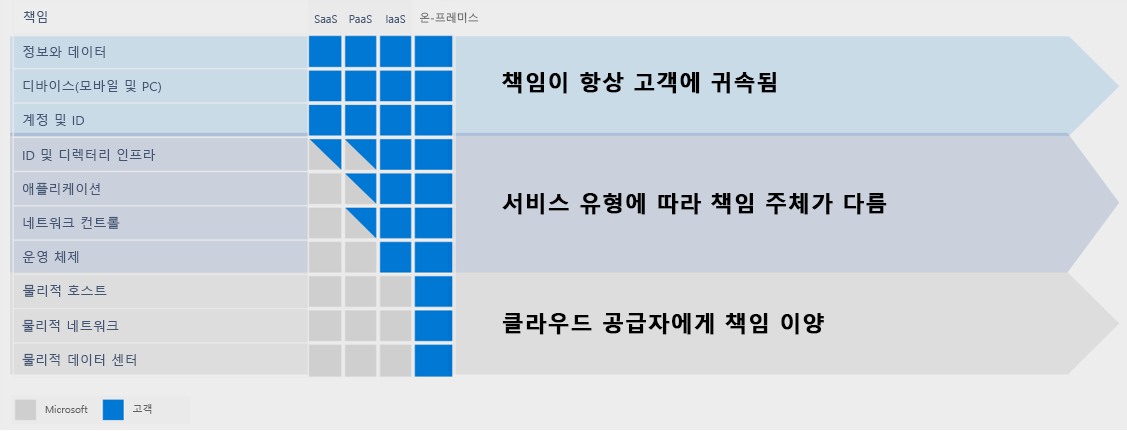 책임
SaaS PaaS IaaS 온-프레미스
정보와 데이터
디바이스(모바일 및 PC)
책임이 항상 고객에 귀속됨
계정 및 ID
ID 및 디렉터리 인프라
애플리케이션
서비스 유형에 따라 책임 주체가 다름
네트워크 컨트롤
운영 체제
물리적 호스트
물리적 네트워크
클라우드 공급자에게 책임 이양
물리적 데이터 센터
Microsoft 고객